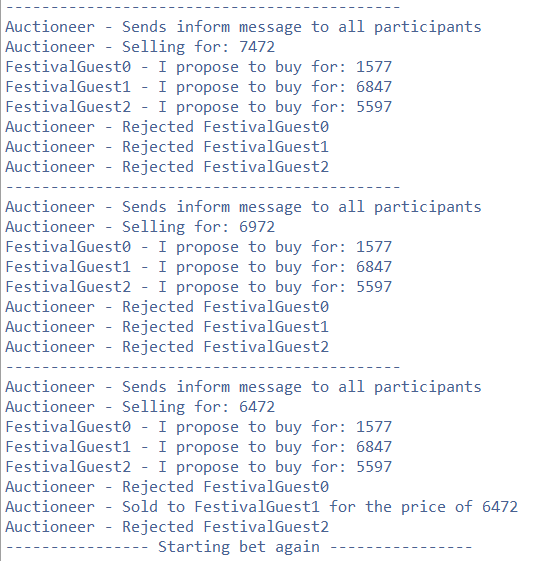 --------------------------------------------
Auctioneer - Sends inform message to all participants
Auctioneer - Selling for: 7472
FestivalGuest0 - I propose to buy for: 1577
FestivalGuest1 - I propose to buy for: 6847
FestivalGuest2 - I propose to buy for: 5597
Auctioneer - Rejected FestivalGuest0
Auctioneer - Rejected FestivalGuest1
Auctioneer - Rejected FestivalGuest2
--------------------------------------------
Auctioneer - Sends inform message to all participants
Auctioneer - Selling for: 6972
FestivalGuest0 - I propose to buy for: 1577
FestivalGuest1 - I propose to buy for: 6847
FestivalGuest2 - I propose to buy for: 5597
Auctioneer - Rejected FestivalGuest0
Auctioneer - Rejected FestivalGuest1
Auctioneer - Rejected FestivalGuest2
--------------------------------------------
Auctioneer - Sends inform message to all participants
Auctioneer - Selling for: 6472
FestivalGuest0 - I propose to buy for: 1577
FestivalGuest1 - I propose to buy for: 6847
FestivalGuest2 - I propose to buy for: 5597
Auctioneer - Rejected FestivalGuest0
Auctioneer - Sold to FestivalGuest1 for the price of 6472
Auctioneer - Rejected FestivalGuest2
---------------- Starting bet again ----------------